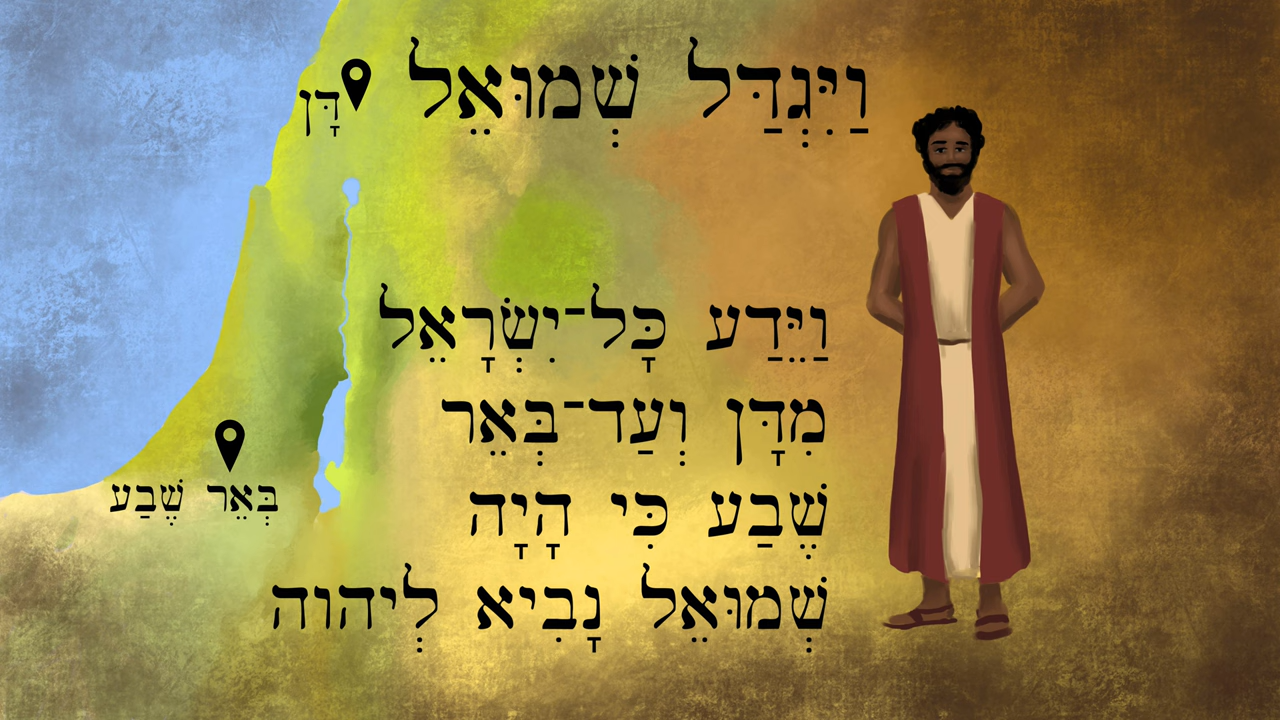 וַיִּגְדַּל שְׁמוּאֵל
דָּן
וַיֵּדַע כָּל־יִשְׂרָאֵל
מִדָּן וְעַד־בְּאֵר
שֶׁבַע כִּי הָיָה
שְׁמוּאֵל נָבִיא לְיהוה
בְּאֵר שֶׁבַע